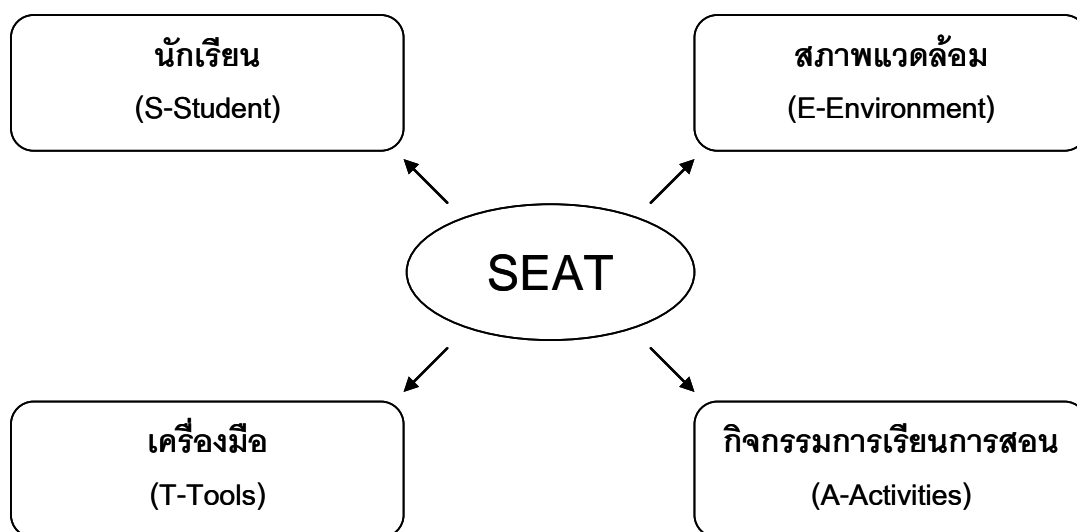 นักเรียน
(S-Student)
สภาพแวดล้อม
(E-Environment)
SEAT
เครื่องมือ
(T-Tools)
กิจกรรมการเรียนการสอน
(A-Activities)